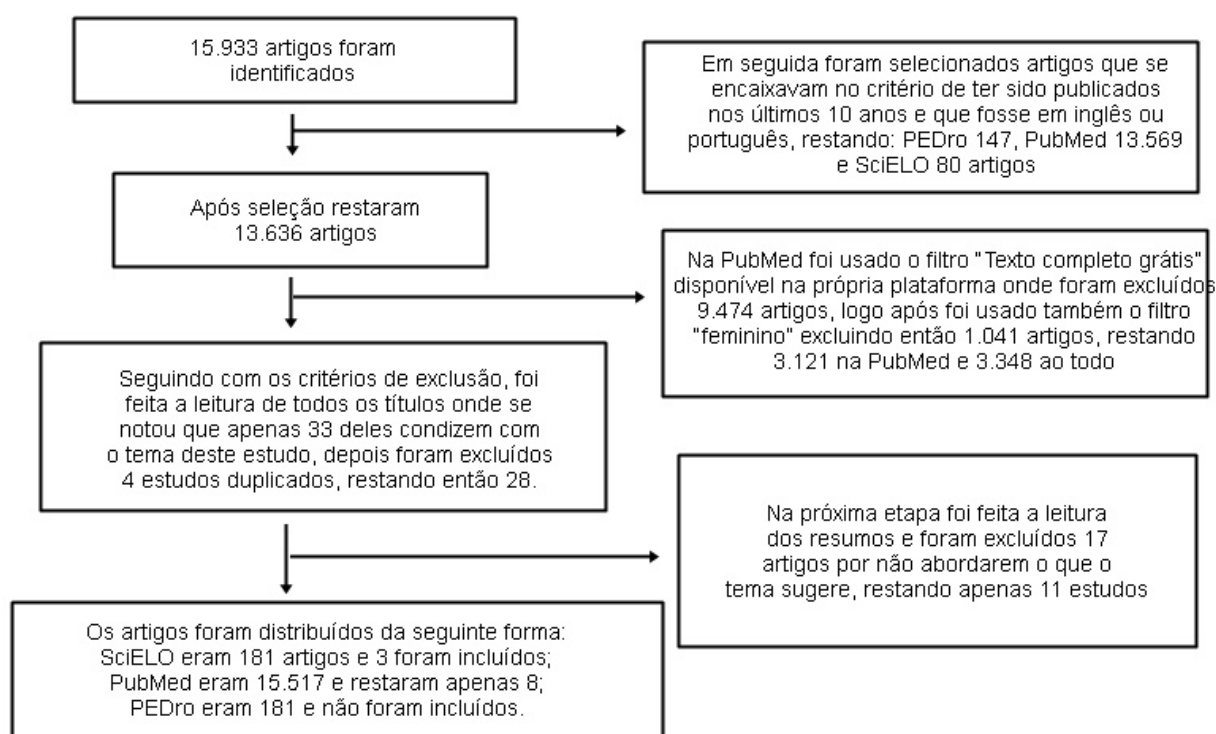 15.933 artigos foram
identificados
Em seguida foram selecionados artigos que se
encaixavam no critério de ter sido publicados
nos últimos 10 anos e que fosse em inglês ou
português, restando: PEDro 147, PubMed 13.569
e SciELO 80 artigos
Após seleção restaram
13.636 artigos
Na PubMed foi usado o filtro "Texto completo grátis"
disponível na própria plataforma onde foram excluídos
9.474 artigos, logo após foi usado também o filtro
"feminino" excluindo então 1.041 artigos, restando
3.121 na PubMed e 3.348 ao todo
Seguindo com os critérios de exclusão, foi
feita a leitura de todos os títulos onde se
notou que apenas 33 deles condizem com
o tema deste estudo, depois foram excluídos
4 estudos duplicados, restando então 28.
Na próxima etapa foi feita a leitura
dos resumos e foram excluídos 17
artigos por não abordarem o que o
tema sugere, restando apenas 11 estudos
Os artigos foram distribuídos da seguinte forma:
SciELO eram 181 artigos e 3 foram incluídos;
PubMed eram 15.517 e restaram apenas 8;
PEDro eram 181 e não foram incluídos.